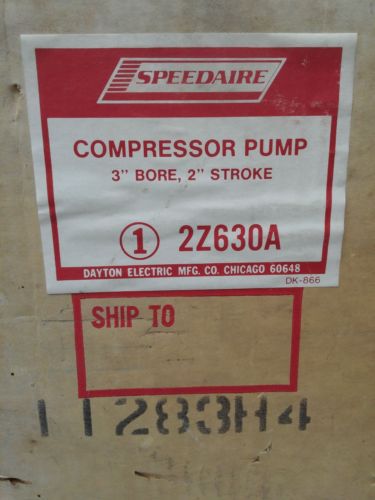 SPEEDAIRE
COMPRESSOR PUMP
3" BORE, 2" STROKE
1 2Z630A
DAYTON ELECTRIC MFG. CO. CHICAGO 60648
DK-866
SHIP TO
11283H4